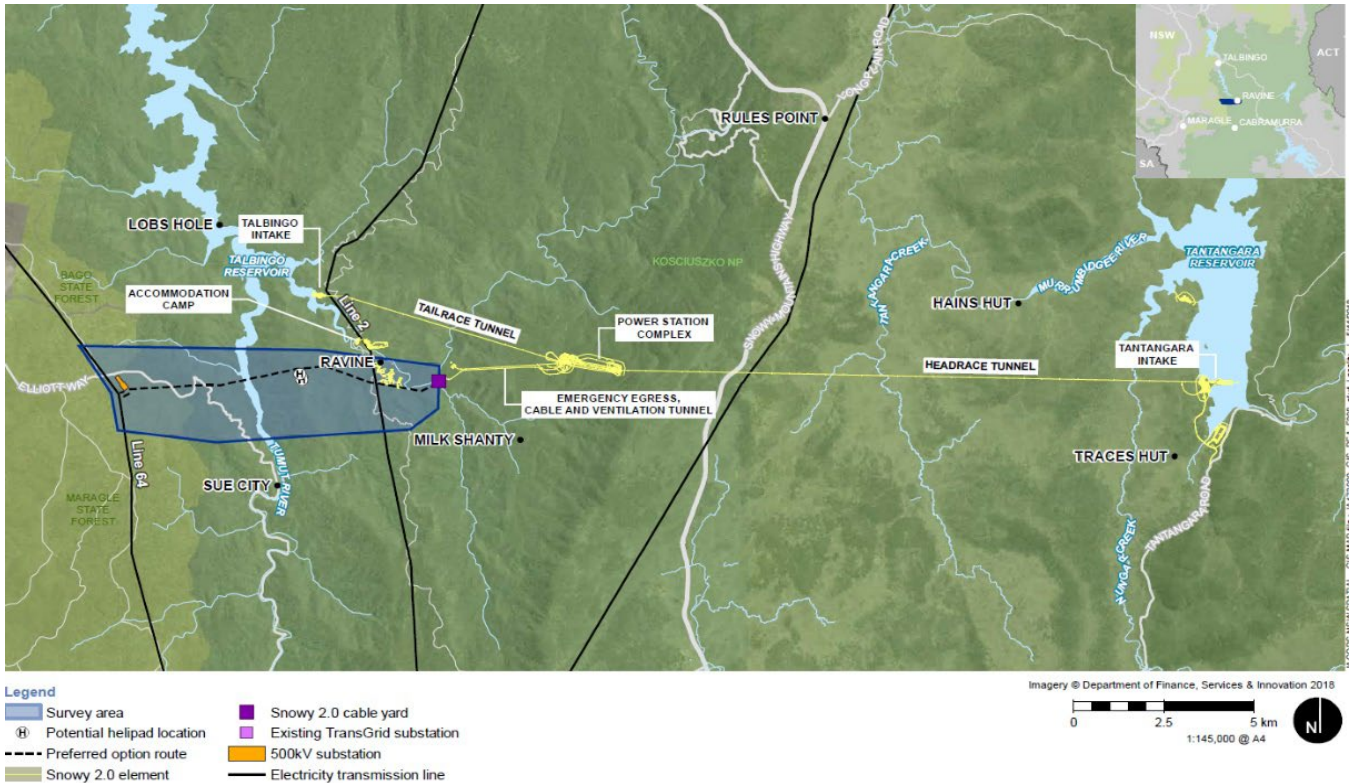 NSW
ACT
TALBINGO
RAVINE
MARAGLE
CABRAMURRA
SA
RULES POINT
LONG PLAIN ROAD
LOBS HOLE
TALBINGO
INTAKE
TALBINGO
RESERVOIR
BAGO
STATE
FOREST
ACCOMMODATION
CAMP
Line 2
TAILRACE TUNNEL
KOSCIUSZKO NP
SNOWY MOUNTAINS HIGHWAY
TANTANGARA CREEK
HAINS HUT
MURRUMBIDGEE RIVER
TANTANGARA
RESERVOIR
POWER STATION
COMPLEX
RAVINE
HEADRACE TUNNEL
TANTANGARA
INTAKE
ELLIOTT WAY
H
H
EMERGENCY EGRESS,
CABLE AND VENTILATION TUNNEL
MILK SHANTY
Line 64
TUMUT RIVER
SUE CITY
TRACES HUT
MARAGLE
STATE
FOREST
NUNGAR CREEK
TANTANGARA ROAD
Legend
Survey area
H Potential helipad location
Preferred option route
Snowy 2.0 element
Snowy 2.0 cable yard
Existing TransGrid substation
500kV substation
Electricity transmission line
Imagery © Department of Finance, Services & Innovation 2018
0 2.5 5 km
1:145,000 @ A4
N